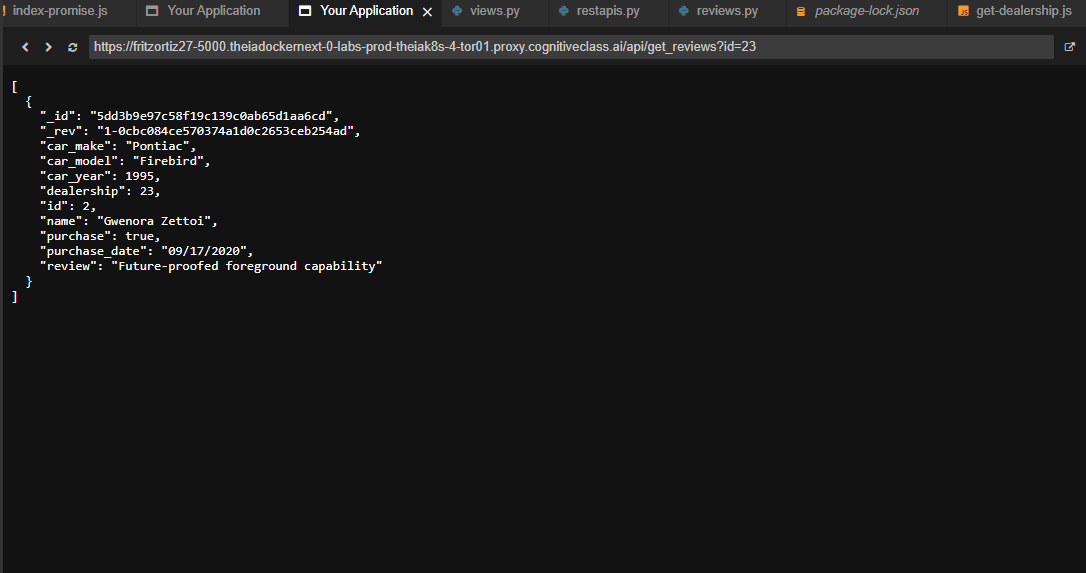 index-promise.js Your Application Your Application views.py restapis.py reviews.py package-lock.json get-dealership.js
https://fritzortiz27-5000.theiadockernext-0-labs-prod-theiak8s-4-tor01.proxy.cognitiveclass.ai/api/get_reviews?id=23
[
  {
    "_id": "5dd3b9e97c58f19c139c0ab65d1aa6cd",
    "_rev": "1-0cbc084ce570374a1d0c2653ceb254ad",
    "car_make": "Pontiac",
    "car_model": "Firebird",
    "car_year": 1995,
    "dealership": 23,
    "id": 2,
    "name": "Gwenora Zettoi",
    "purchase": true,
    "purchase_date": "09/17/2020",
    "review": "Future-proofed foreground capability"
  }
]